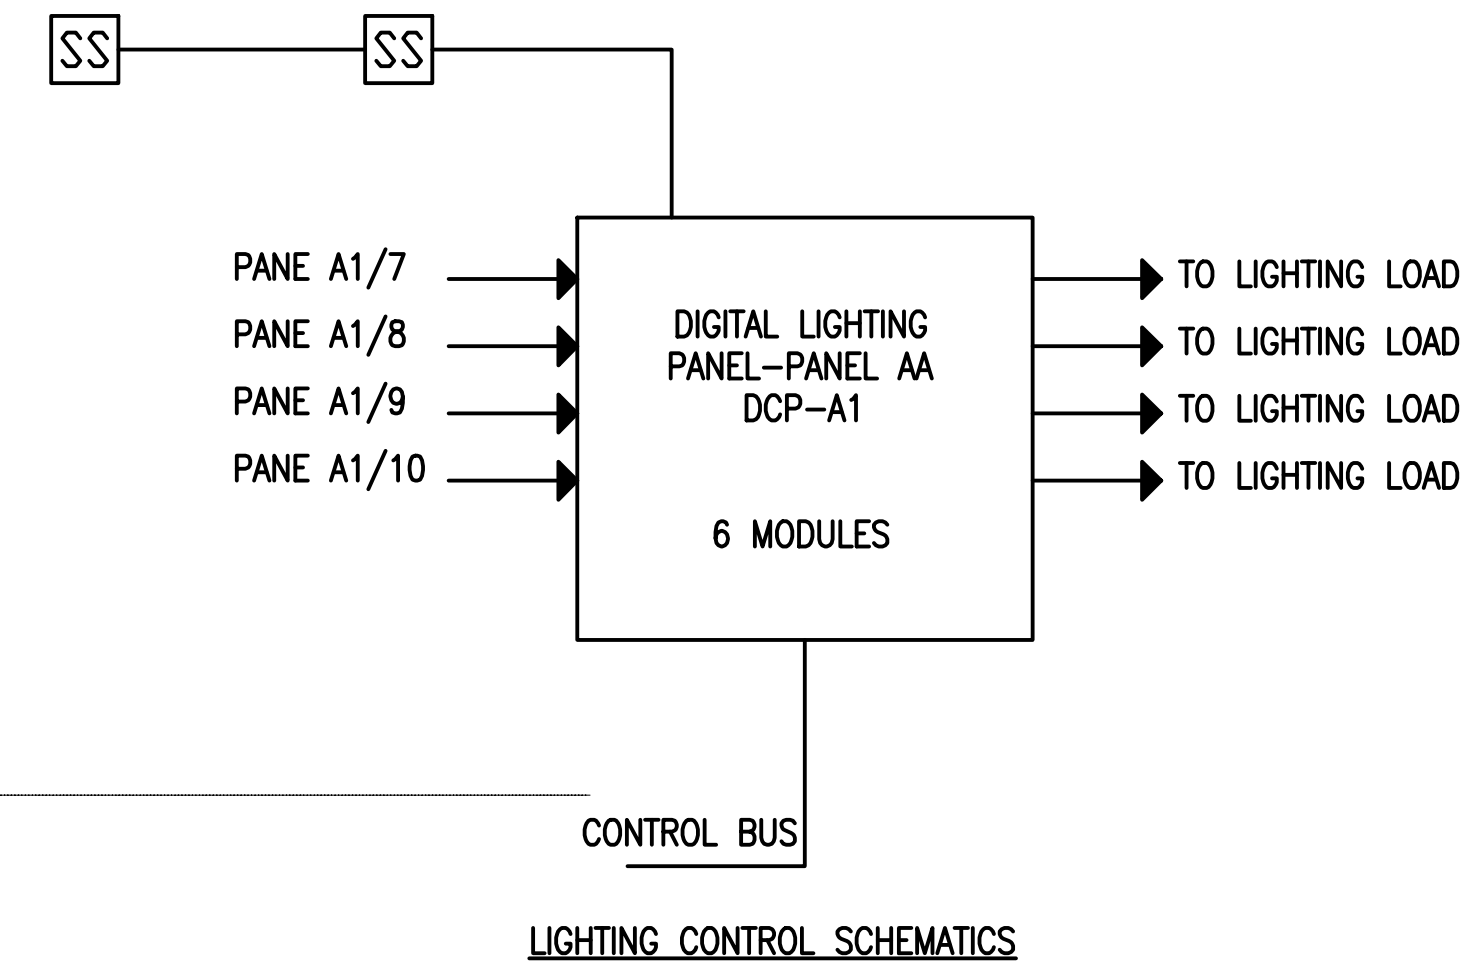 SS SS
PANE A1/7
PANE A1/8
PANE A1/9
PANE A1/10
DIGITAL LIGHTING
PANEL-PANEL AA
DCP-A1
6 MODULES
TO LIGHTING LOAD
TO LIGHTING LOAD
TO LIGHTING LOAD
TO LIGHTING LOAD
CONTROL BUS
LIGHTING CONTROL SCHEMATICS